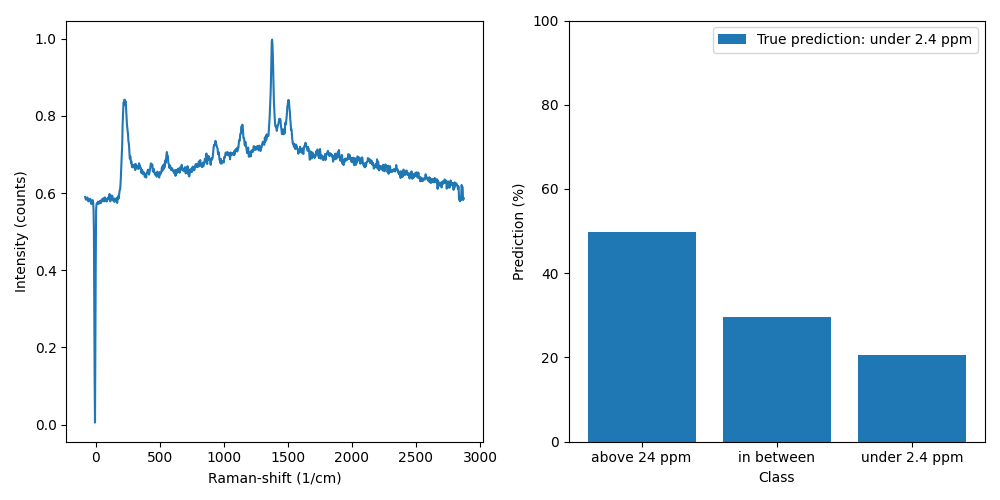 1.0
0.8
0.6
0.4
0.2
0.0
Intensity (counts)
0 500 1000 1500 2000 2500 3000
Raman-shift (1/cm)
100
80
60
40
20
0
Prediction (%)
True prediction: under 2.4 ppm
above 24 ppm in between under 2.4 ppm
Class